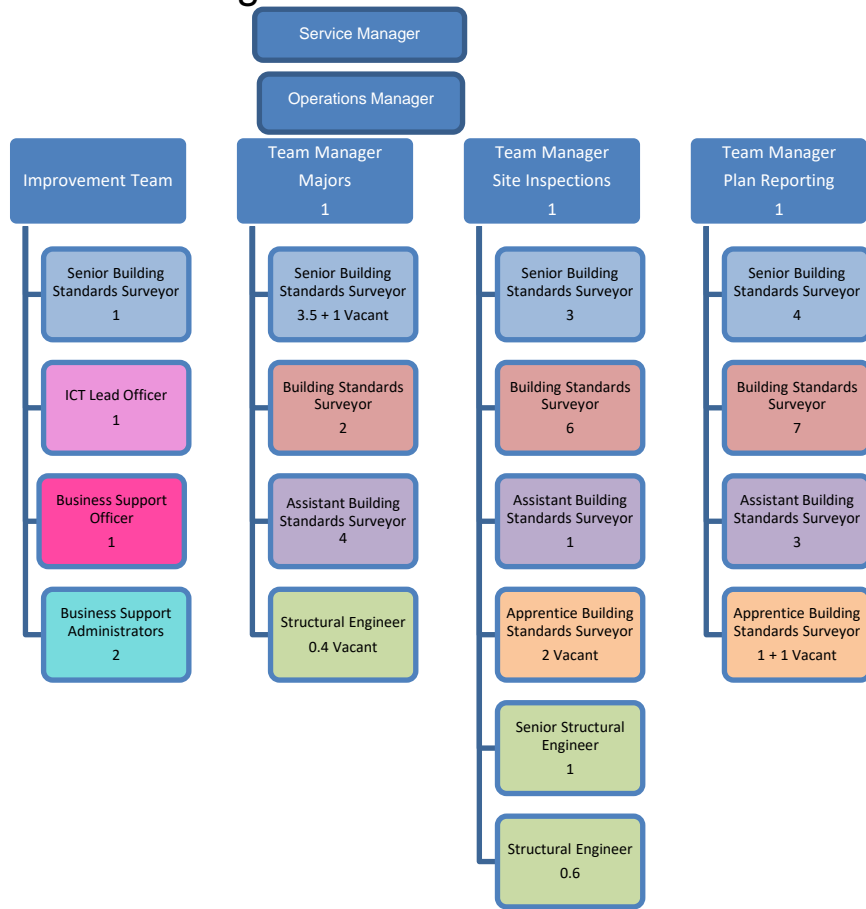 Service Manager
Operations Manager
Improvement Team
Senior Building
Standards Surveyor
1
ICT Lead Officer
1
Business Support
Officer
1
Business Support
Administrators
2
Team Manager
Majors
1
Senior Building
Standards Surveyor
3.5 + 1 Vacant
Building Standards
Surveyor
2
Assistant Building
Standards Surveyor
4
Structural Engineer
0.4 Vacant
Team Manager
Site Inspections
1
Senior Building
Standards Surveyor
3
Building Standards
Surveyor
6
Assistant Building
Standards Surveyor
1
Apprentice Building
Standards Surveyor
2 Vacant
Senior Structural
Engineer
1
Structural Engineer
0.6
Team Manager
Plan Reporting
1
Senior Building
Standards Surveyor
4
Building Standards
Surveyor
7
Assistant Building
Standards Surveyor
3
Apprentice Building
Standards Surveyor
1 + 1 Vacant